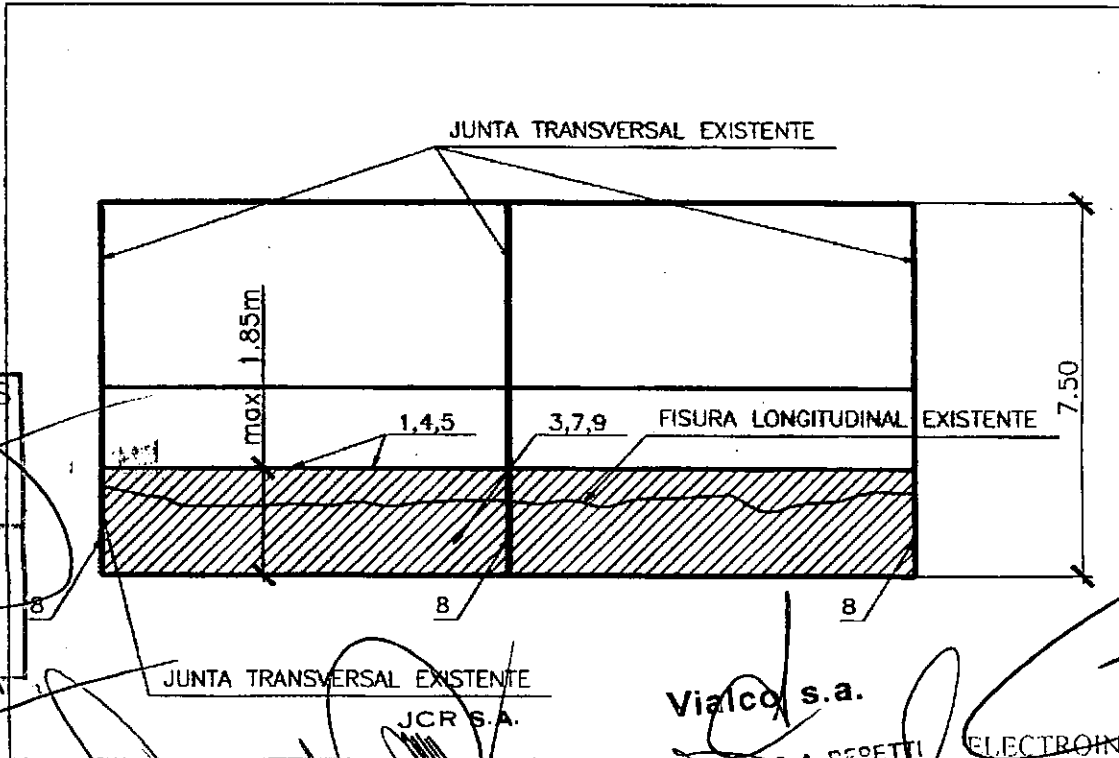 JUNTA TRANSVERSAL EXISTENTE
max 1,85m
7.50
1,4,5
3,7,9
FISURA LONGITUDINAL EXISTENTE
8
8
8
JUNTA TRANSVERSAL EXISTENTE
JCR S.A.
Vialco s.a.
ELECTROIN